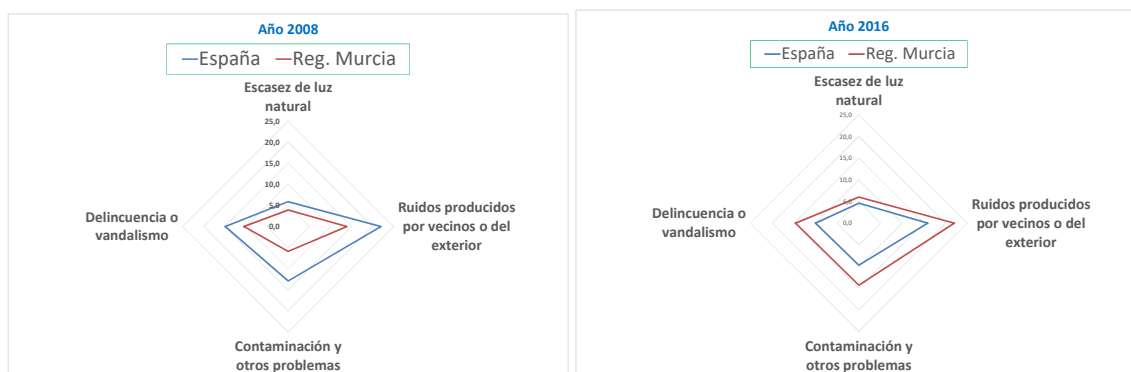 Año 2008
España Reg. Murcia
Escasez de luz
natural
25,0
20,0
15,0
10,0
5,0
0,0
Ruidos producidos
por vecinos o del
exterior
Delincuencia o
vandalismo
Contaminación y
otros problemas
Año 2016
España Reg. Murcia
Escasez de luz
natural
25,0
20,0
15,0
10,0
5,0
0,0
Ruidos producidos
por vecinos o del
exterior
Delincuencia o
vandalismo
Contaminación y
otros problemas